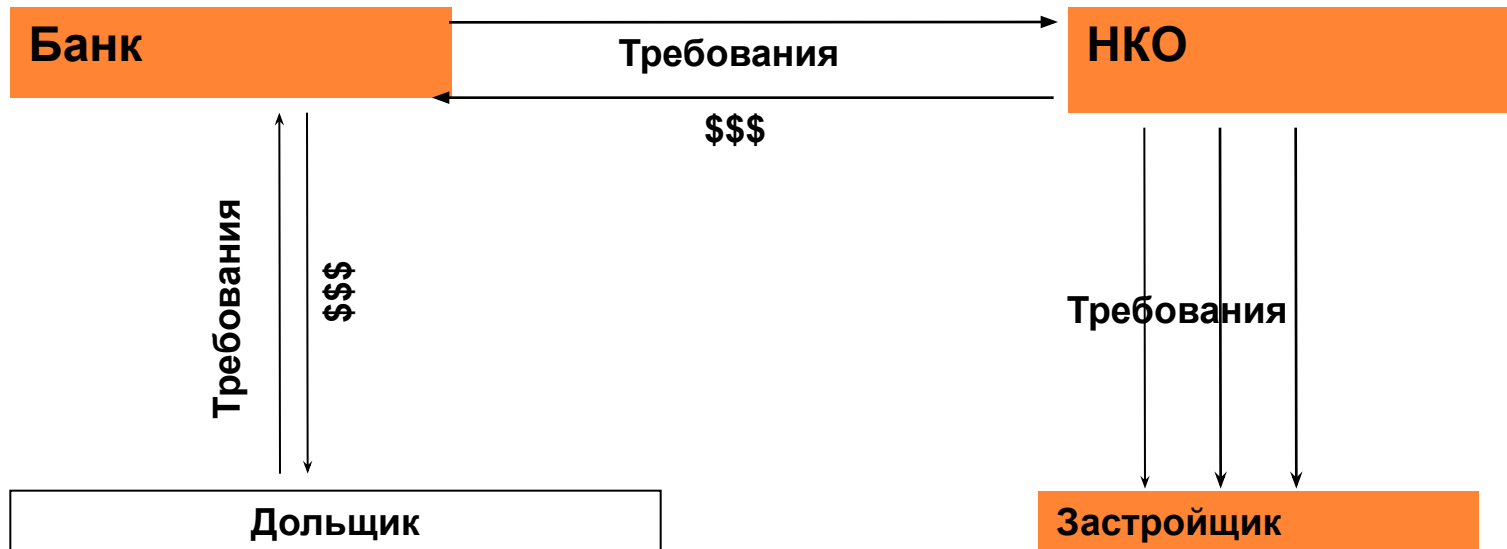 Банк
НКО
Требования
$$$
Требования
$$$
Требования
Дольщик
Застройщик